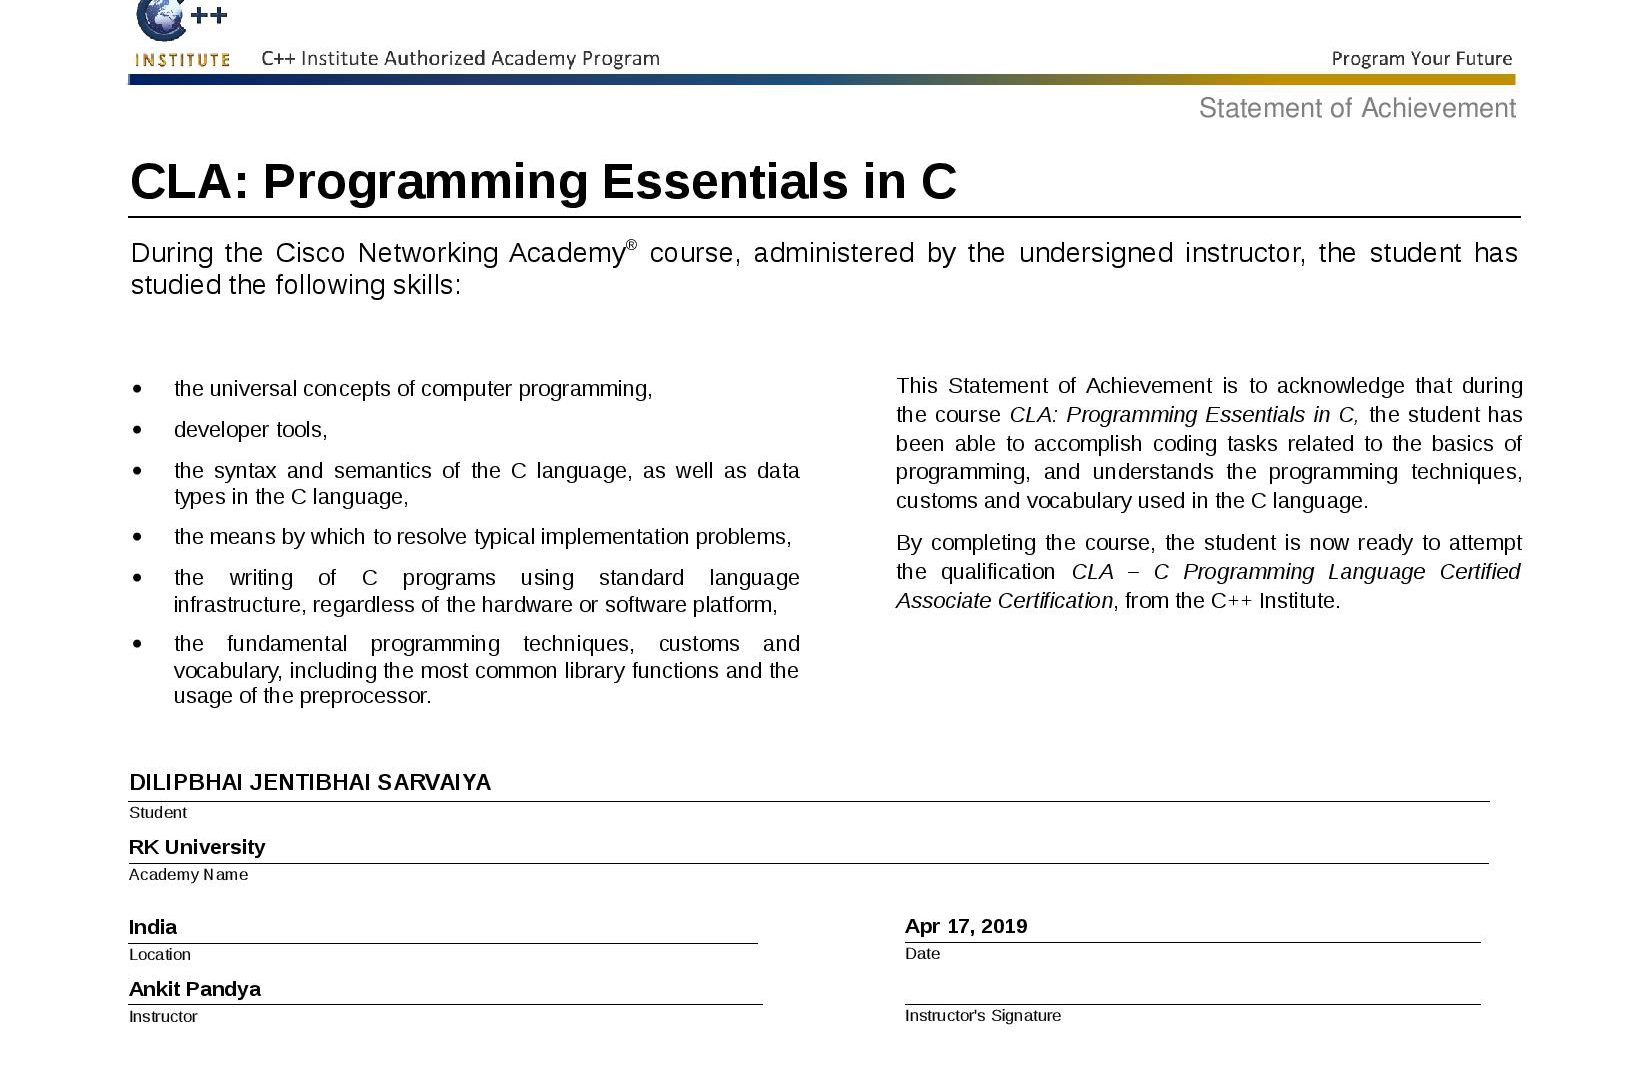 C++
INSTITUTE
C++ Institute Authorized Academy Program
Program Your Future
Statement of Achievement
CLA: Programming Essentials in C
During the Cisco Networking Academy® course, administered by the undersigned instructor, the student has
studied the following skills:
• the universal concepts of computer programming,
• developer tools,
• the syntax and semantics of the C language, as well as data
types in the C language,
• the means by which to resolve typical implementation problems,
• the writing of C programs using standard language
infrastructure, regardless of the hardware or software platform,
• the fundamental programming techniques, customs and
vocabulary, including the most common library functions and the
usage of the preprocessor.
This Statement of Achievement is to acknowledge that during
the course CLA: Programming Essentials in C, the student has
been able to accomplish coding tasks related to the basics of
programming, and understands the programming techniques,
customs and vocabulary used in the C language.
By completing the course, the student is now ready to attempt
the qualification CLA – C Programming Language Certified
Associate Certification, from the C++ Institute.
DILIPBHAI JENTIBHAI SARVAIYA
Student
RK University
Academy Name
India
Location
Apr 17, 2019
Date
Ankit Pandya
Instructor
Instructor's Signature